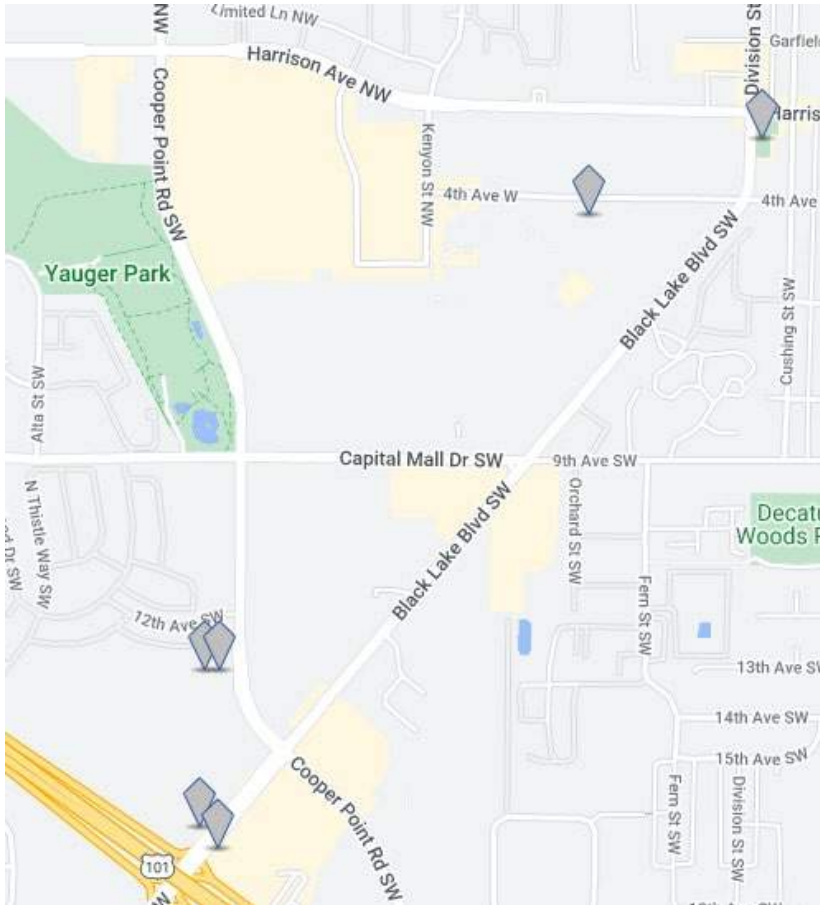 NW
Limited Ln NW
Division St
Garfiel
Harrison Ave NW
Harris
Cooper Point Rd SW
Kenyon St NW
4th Ave W
4th Ave
Yauger Park
Black Lake Blvd SW
Cushing St SW
Alta St SW
Capital Mall Dr SW
9th Ave SW
N Thistle Way SW
Orchard St SW
Black Lake Blvd SW
Decatu
Woods P
Dr SW
12th Ave SW
Fern St SW
13th Ave SW
14th Ave SW
15th Ave SW
Cooper Point Rd SW
Fern St SW
Division St SW
101
W